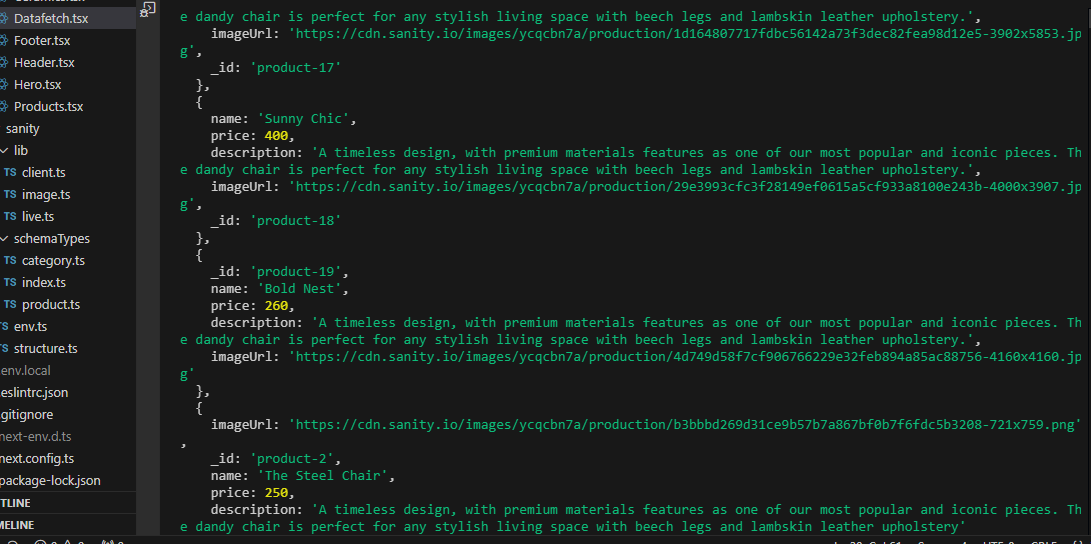 Datafetch.tsx
Footer.tsx
Header.tsx
Hero.tsx
Products.tsx
sanity
lib
TS client.ts
TS image.ts
TS live.ts
schemaTypes
TS category.ts
TS index.ts
TS product.ts
TS env.ts
TS structure.ts
env.local
eslintrc.json
gitignore
next-env.d.ts
next.config.ts
package-lock.json
TLINE
MELINE
e dandy chair is perfect for any stylish living space with beech legs and lambskin leather upholstery.',
imageUrl: 'https://cdn.sanity.io/images/ycqcbn7a/production/1d164807717fdbc56142a73f3dec82fea98d12e5-3902x5853.jp
g',
_id: 'product-17'
},
{
name: 'Sunny Chic',
price: 400,
description: 'A timeless design, with premium materials features as one of our most popular and iconic pieces. Th
e dandy chair is perfect for any stylish living space with beech legs and lambskin leather upholstery.',
imageUrl: 'https://cdn.sanity.io/images/ycqcbn7a/production/29e3993cfc3f28149ef0615a5cf933a8100e243b-4000x3907.jp
g',
_id: 'product-18'
},
{
_id: 'product-19',
name: 'Bold Nest',
price: 260,
description: 'A timeless design, with premium materials features as one of our most popular and iconic pieces. Th
e dandy chair is perfect for any stylish living space with beech legs and lambskin leather upholstery.',
imageUrl: 'https://cdn.sanity.io/images/ycqcbn7a/production/4d749d58f7cf906766229e32feb894a85ac88756-4160x4160.jp
g'
},
{
imageUrl: 'https://cdn.sanity.io/images/ycqcbn7a/production/b3bbbd269d31ce9b57b7a867bf0b7f6fdc5b3208-721x759.png'
,
_id: 'product-2',
name: 'The Steel Chair',
price: 250,
description: 'A timeless design, with premium materials features as one of our most popular and iconic pieces. Th
e dandy chair is perfect for any stylish living space with beech legs and lambskin leather upholstery'